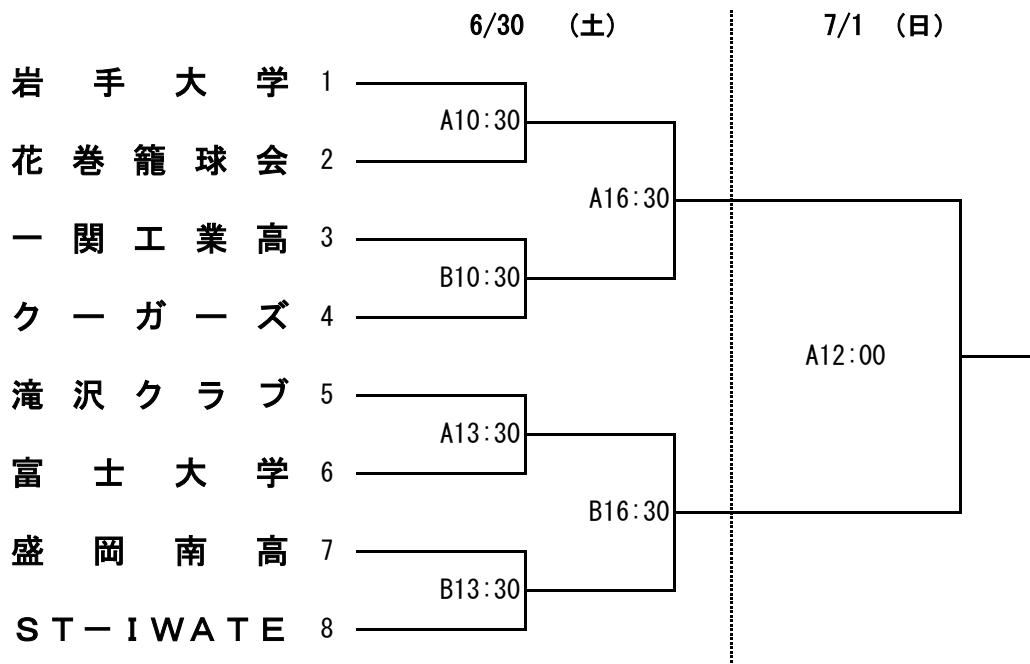 6/30 （土） 7/1 （日）
岩手大学 1
A10:30
花巻籠球会 2
A16:30
一関工業高 3
B10:30
クーガーズ 4
A12:00
滝沢クラブ 5
A13:30
富士大学 6
B16:30
盛岡南高 7
B13:30
ＳＴ－ＩＷＡＴＥ 8